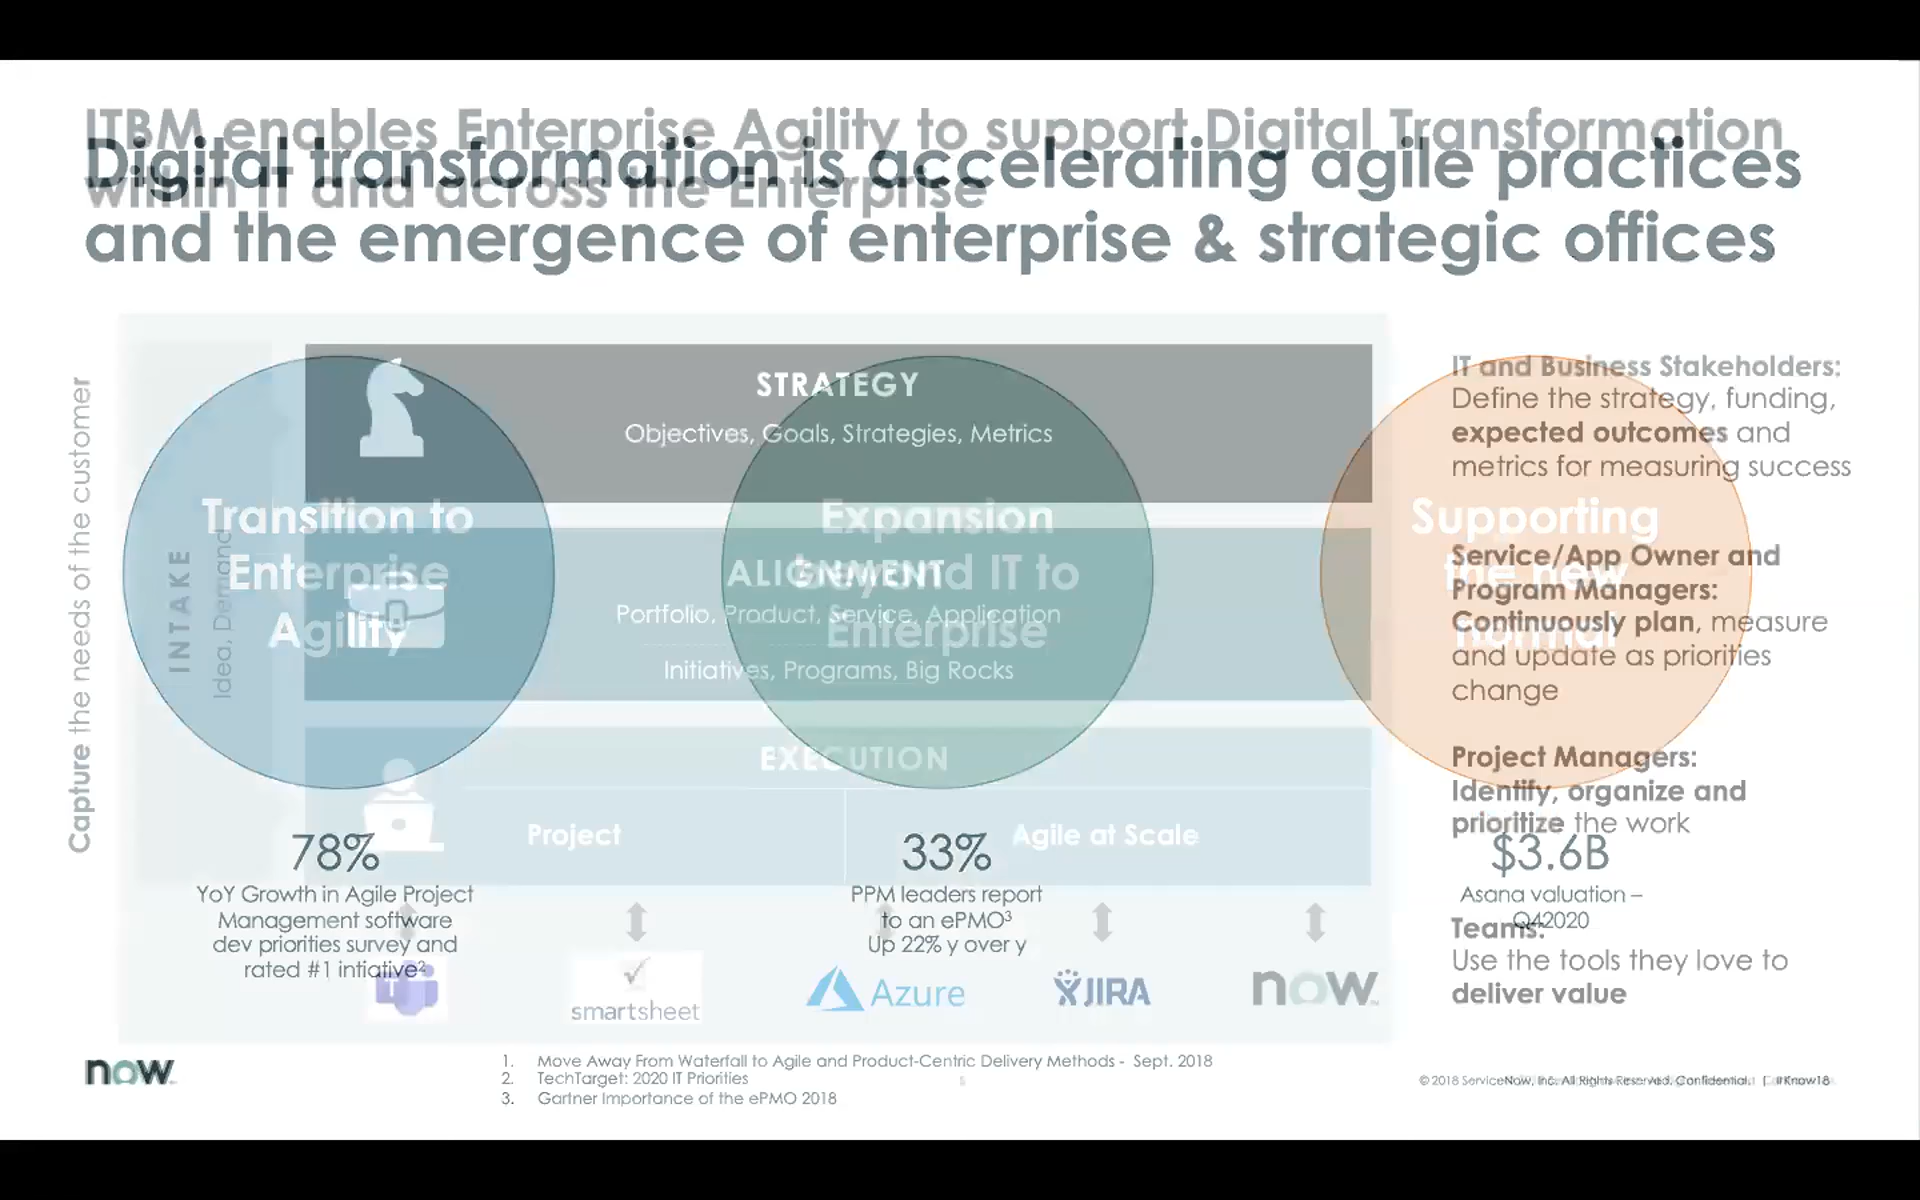 ITBM enables Enterprise Agility to support Digital Transformation
within IT and across the Enterprise
Digital transformation is accelerating agile practices
and the emergence of enterprise & strategic offices
Capture the needs of the customer
INTAKE
Idea, Demand
STRATEGY
Objectives, Goals, Strategies, Metrics
ALIGNMENT
Portfolio, Product, Service, Application
Initiatives, Programs, Big Rocks
EXECUTION
Project
Agile at Scale
Transition to
Enterprise
Agility
Expansion
Beyond IT to
Enterprise
Supporting
the new
normal
78%
YoY Growth in Agile Project
Management software
dev priorities survey and
rated #1 intiative²
33%
PPM leaders report
to an ePMO³
Up 22% y over y
$3.6B
Asana valuation –
Q42020
IT and Business Stakeholders:
Define the strategy, funding,
expected outcomes and
metrics for measuring success
Service/App Owner and
Program Managers:
Continuously plan, measure
and update as priorities
change
Project Managers:
Identify, organize and
prioritize the work
Teams:
Use the tools they love to
deliver value
T
smartsheet
Azure
JIRA
now
now
1. Move Away From Waterfall to Agile and Product-Centric Delivery Methods - Sept. 2018
2. TechTarget: 2020 IT Priorities
3. Gartner Importance of the ePMO 2018
5
© 2018 ServiceNow, Inc. All Rights Reserved. Confidential. | #Know18